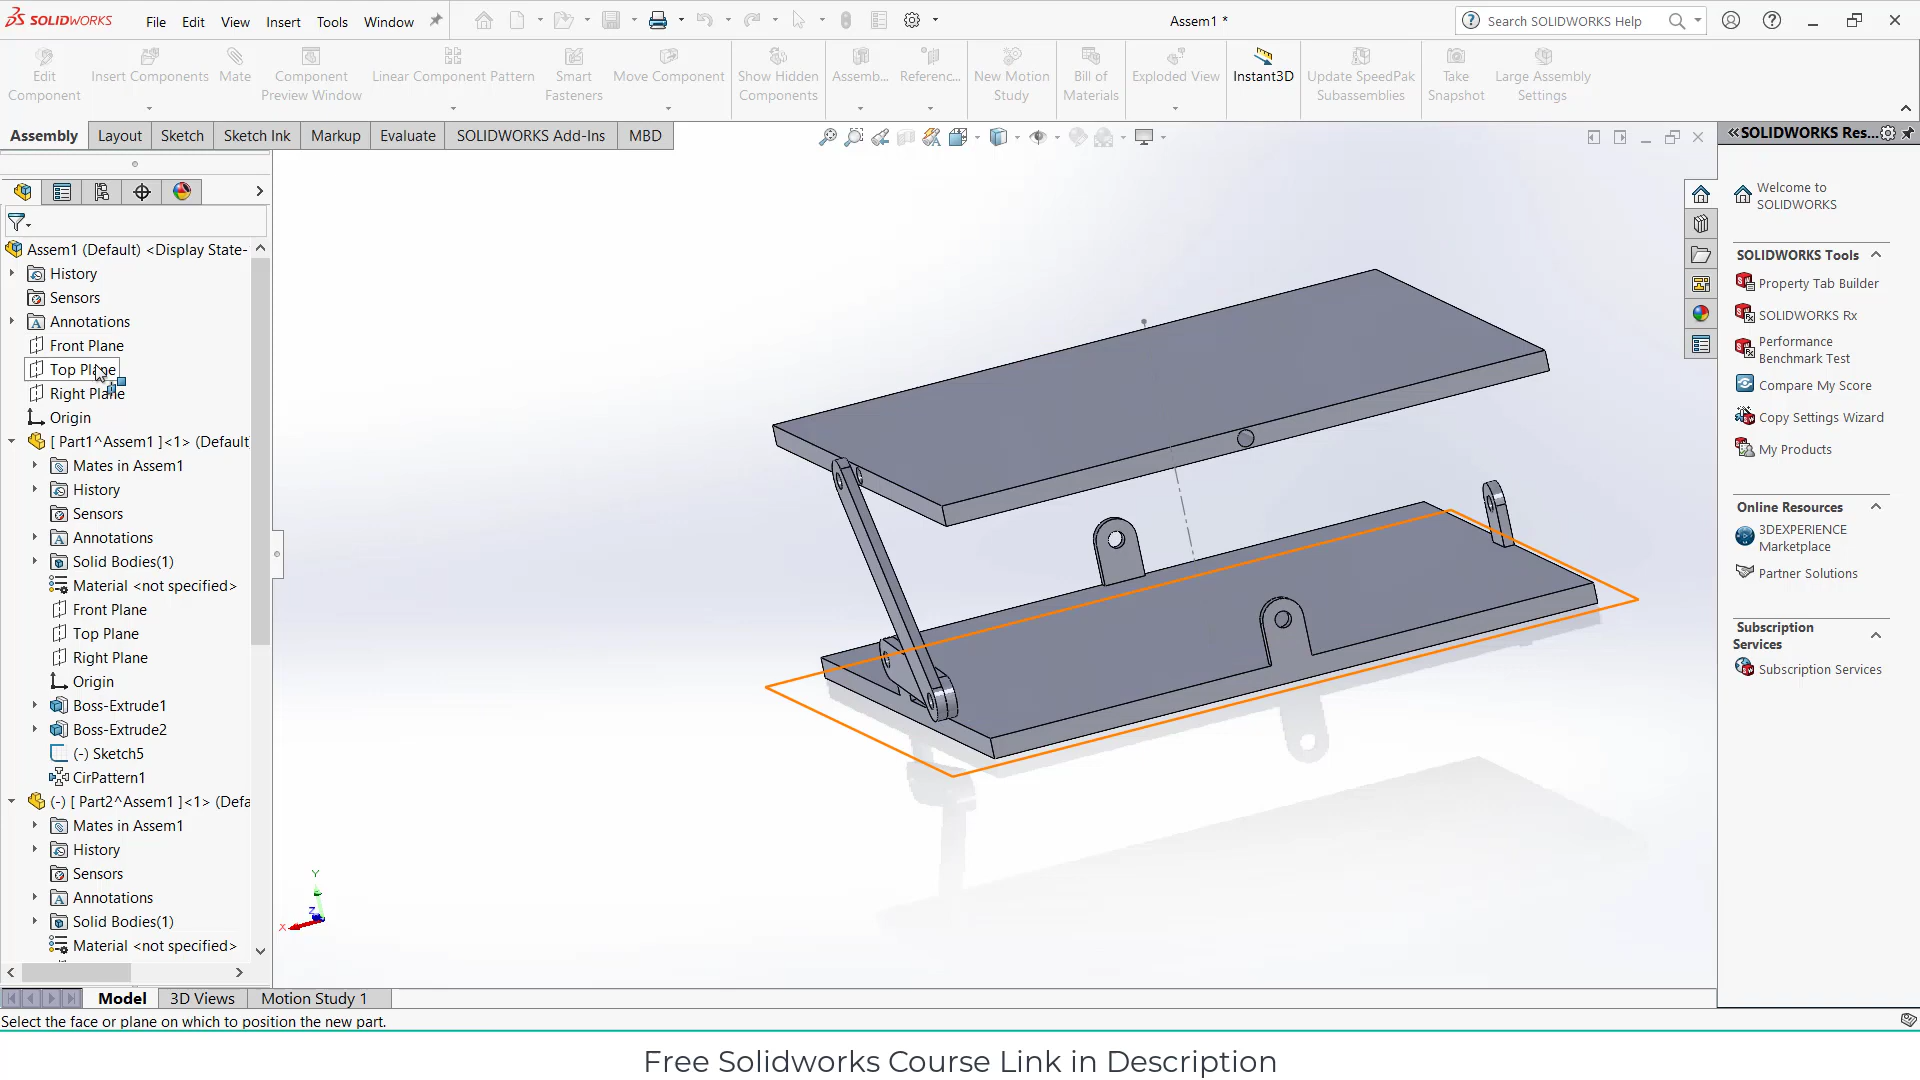 SOLIDWORKS File Edit View Insert Tools Window Assem1 * Search SOLIDWORKS Help
Edit Component Insert Components Mate Component Preview Window Linear Component Pattern Smart Fasteners Move Component Show Hidden Components Assemb... Referenc... New Motion Study Bill of Materials Exploded View Instant3D Update SpeedPak Subassemblies Take Snapshot Large Assembly Settings
Assembly Layout Sketch Sketch Ink Markup Evaluate SOLIDWORKS Add-Ins MBD
Assem1 (Default) <Display State-
History
Sensors
Annotations
Front Plane
Top Plane
Right Plane
Origin
[ Part1^Assem1 ]<1> (Default
Mates in Assem1
History
Sensors
Annotations
Solid Bodies(1)
Material <not specified>
Front Plane
Top Plane
Right Plane
Origin
Boss-Extrude1
Boss-Extrude2
(-) Sketch5
CirPattern1
(-) [ Part2^Assem1 ]<1> (Defa
Mates in Assem1
History
Sensors
Annotations
Solid Bodies(1)
Material <not specified>
Y
Z
X
SOLIDWORKS Res...
Welcome to
SOLIDWORKS
SOLIDWORKS Tools
Property Tab Builder
SOLIDWORKS Rx
Performance
Benchmark Test
Compare My Score
Copy Settings Wizard
My Products
Online Resources
3DEXPERIENCE
Marketplace
Partner Solutions
Subscription
Services
Subscription Services
Model 3D Views Motion Study 1
Select the face or plane on which to position the new part.
Free Solidworks Course Link in Description